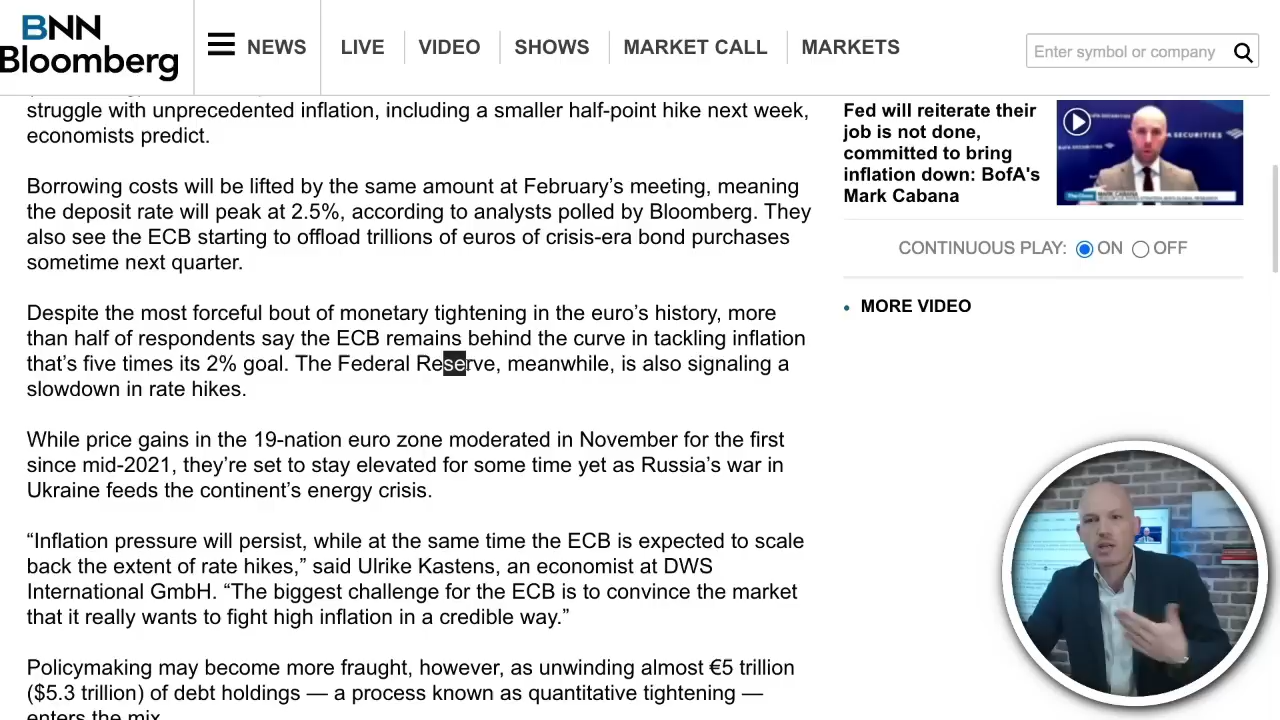 BNN
Bloomberg
NEWS
LIVE
VIDEO
SHOWS
MARKET CALL
MARKETS
Enter symbol or company
struggle with unprecedented inflation, including a smaller half-point hike next week,
economists predict.
Borrowing costs will be lifted by the same amount at February’s meeting, meaning
the deposit rate will peak at 2.5%, according to analysts polled by Bloomberg. They
also see the ECB starting to offload trillions of euros of crisis-era bond purchases
sometime next quarter.
Despite the most forceful bout of monetary tightening in the euro’s history, more
than half of respondents say the ECB remains behind the curve in tackling inflation
that’s five times its 2% goal. The Federal Reserve, meanwhile, is also signaling a
slowdown in rate hikes.
While price gains in the 19-nation euro zone moderated in November for the first
since mid-2021, they’re set to stay elevated for some time yet as Russia’s war in
Ukraine feeds the continent’s energy crisis.
“Inflation pressure will persist, while at the same time the ECB is expected to scale
back the extent of rate hikes,” said Ulrike Kastens, an economist at DWS
International GmbH. “The biggest challenge for the ECB is to convince the market
that it really wants to fight high inflation in a credible way.”
Policymaking may become more fraught, however, as unwinding almost €5 trillion
($5.3 trillion) of debt holdings — a process known as quantitative tightening —
enters the mix.
Fed will reiterate their
job is not done,
committed to bring
inflation down: BofA's
Mark Cabana
SECURITIES
MARK CABANA
CONTINUOUS PLAY: ON OFF
• MORE VIDEO